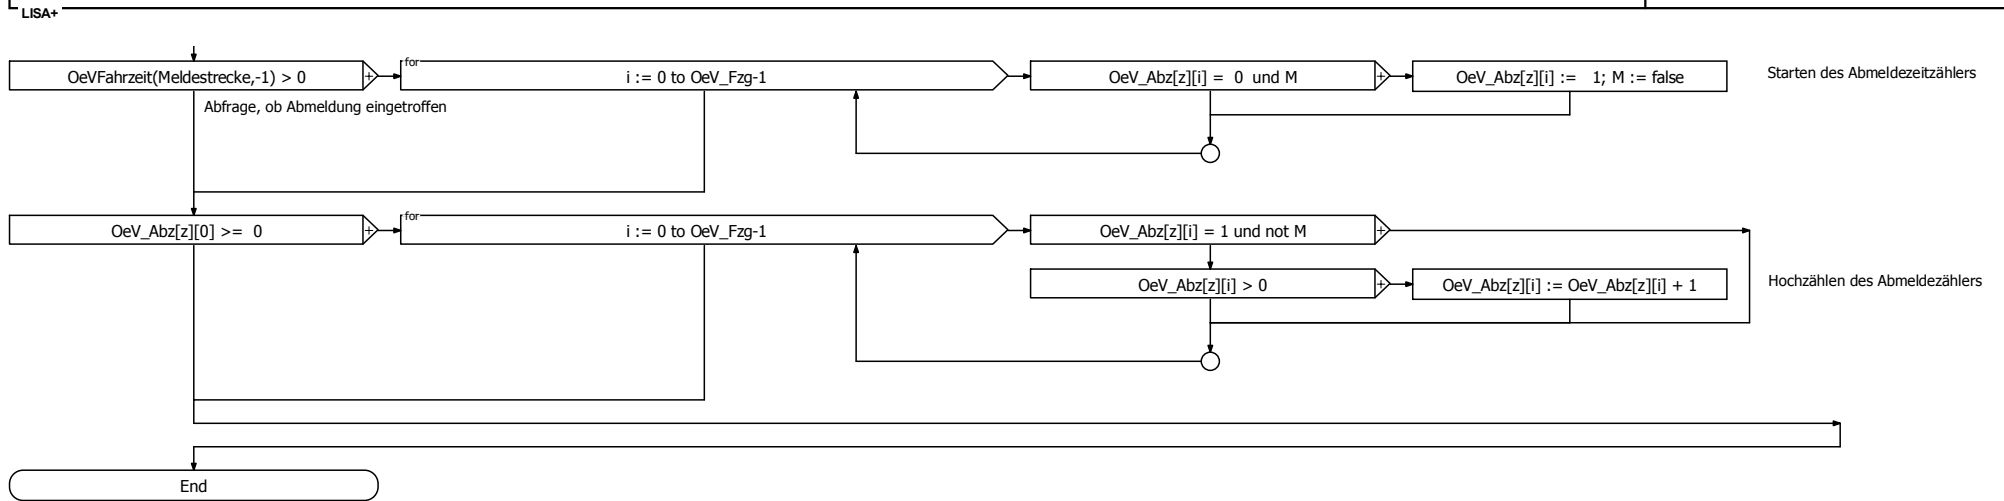 LISA+
OeVFahrzeit(Meldestrecke,-1) > 0
+
for
i := 0 to OeV_Fzg-1
OeV_Abz[z][i] = 0 und M
+
OeV_Abz[z][i] := 1; M := false
Starten des Abmeldezeitzählers
Abfrage, ob Abmeldung eingetroffen
OeV_Abz[z][0] >= 0
+
for
i := 0 to OeV_Fzg-1
OeV_Abz[z][i] = 1 und not M
+
OeV_Abz[z][i] > 0
+
OeV_Abz[z][i] := OeV_Abz[z][i] + 1
Hochzählen des Abmeldezählers
End